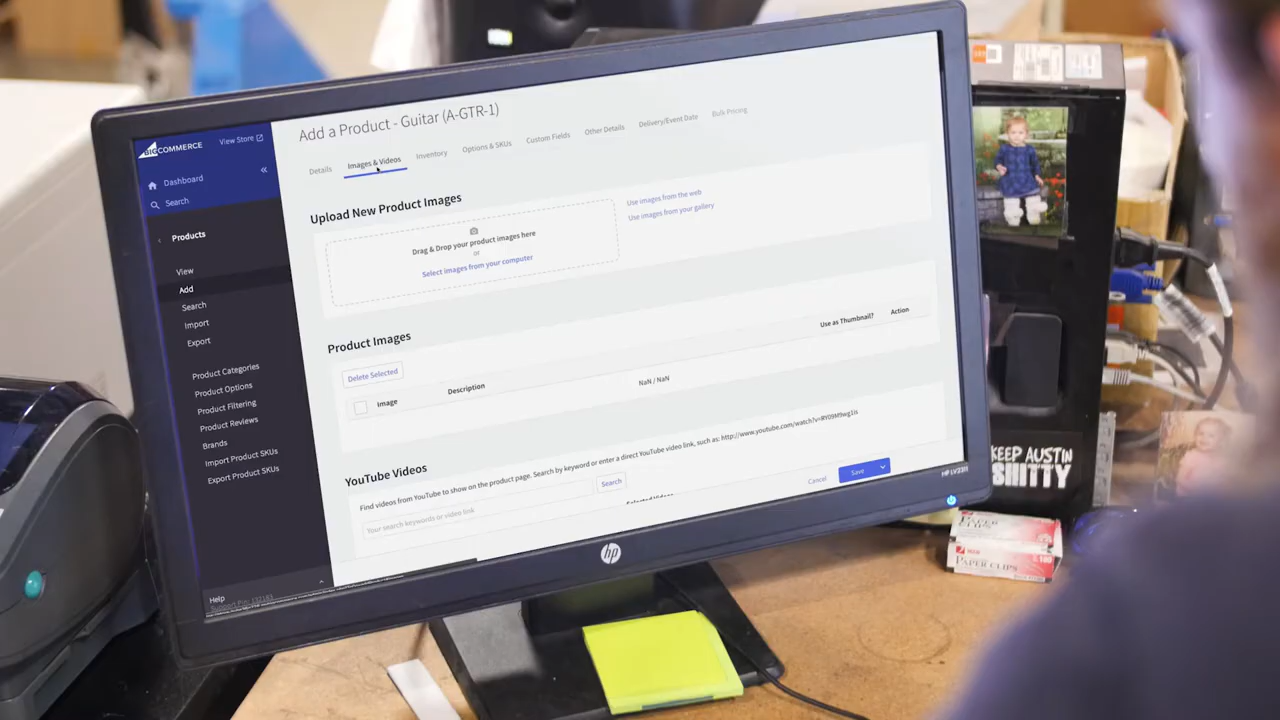 BIGCOMMERCE
View Store
Dashboard
Search
Products
View
Add
Search
Import
Export
Product Categories
Product Options
Product Filtering
Product Reviews
Brands
Import Product SKUs
Export Product SKUs
Help
Add a Product - Guitar (A-GTR-1)
Details
Images & Videos
Inventory
Options & SKUs
Custom Fields
Other Details
Delivery/Event Date
Bulk Pricing
Upload New Product Images
Drag & Drop your product images here
or
Select images from your computer
Use images from the web
Use images from your gallery
Product Images
Delete Selected
Image
Description
NaN / NaN
Use as Thumbnail?
Action
YouTube Videos
Find videos from YouTube to show on the product page. Search by keyword or enter a direct YouTube video link, such as: http://www.youtube.com/watch?v=
Your search keywords or video link
Search
Selected Videos
Cancel
Save
hp
KEEP AUSTIN
SHITTY
PAPER CLIPS
PAPER CLIPS